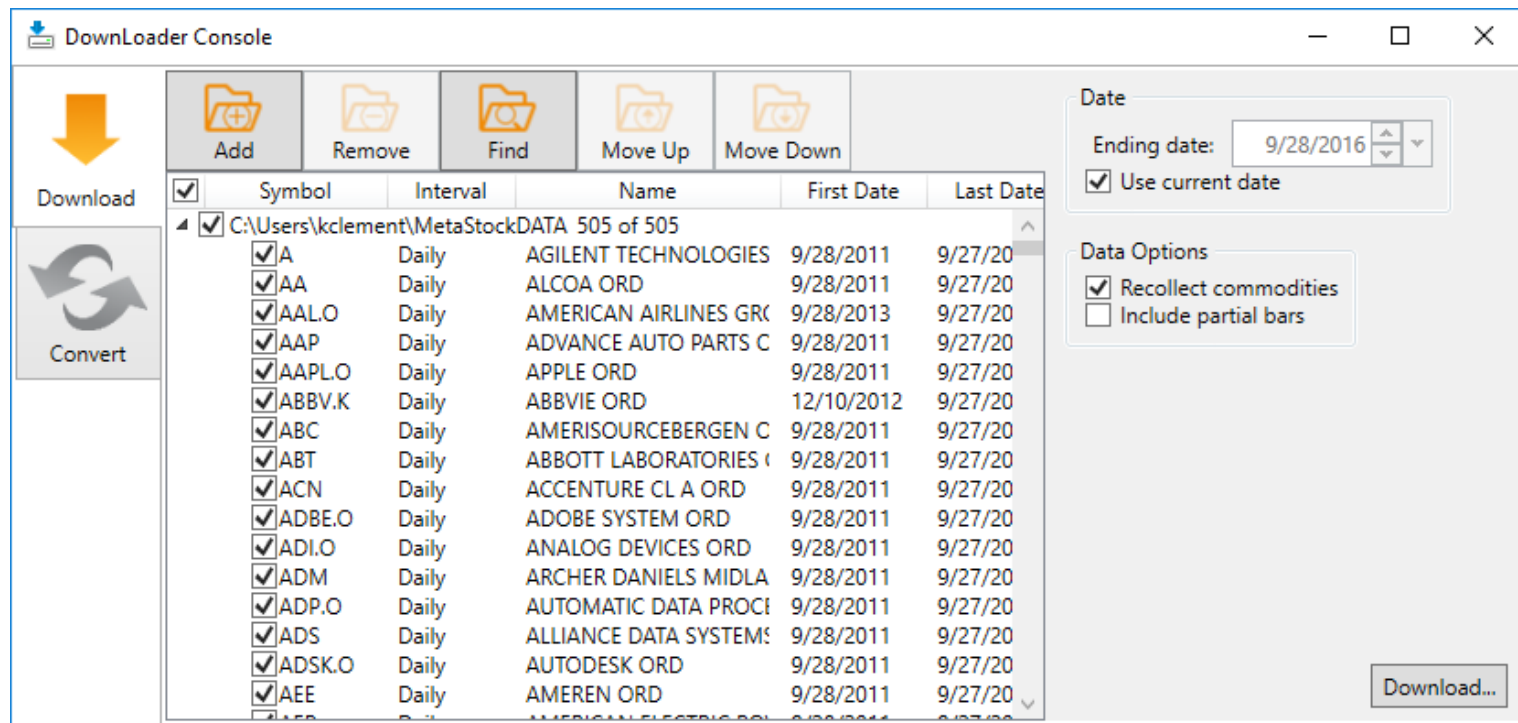 DownLoader Console
Download
Convert
Add Remove Find Move Up Move Down
Symbol Interval Name First Date Last Date
C:\Users\kclement\MetaStockDATA 505 of 505
A Daily AGILENT TECHNOLOGIES 9/28/2011 9/27/20
AA Daily ALCOA ORD 9/28/2011 9/27/20
AAL.O Daily AMERICAN AIRLINES GR 9/28/2013 9/27/20
AAP Daily ADVANCE AUTO PARTS C 9/28/2011 9/27/20
AAPL.O Daily APPLE ORD 9/28/2011 9/27/20
ABBV.K Daily ABBVIE ORD 12/10/2012 9/27/20
ABC Daily AMERISOURCEBERGEN O 9/28/2011 9/27/20
ABT Daily ABBOTT LABORATORIES 9/28/2011 9/27/20
ACN Daily ACCENTURE CL A ORD 9/28/2011 9/27/20
ADBE.O Daily ADOBE SYSTEM ORD 9/28/2011 9/27/20
ADI.O Daily ANALOG DEVICES ORD 9/28/2011 9/27/20
ADM Daily ARCHER DANIELS MIDLA 9/28/2011 9/27/20
ADP.O Daily AUTOMATIC DATA PROCE 9/28/2011 9/27/20
ADS Daily ALLIANCE DATA SYSTEMS 9/28/2011 9/27/20
ADSK.O Daily AUTODESK ORD 9/28/2011 9/27/20
AEE Daily AMEREN ORD 9/28/2011 9/27/20
Date
Ending date: 9/28/2016
Use current date
Data Options
Recollect commodities
Include partial bars
Download...